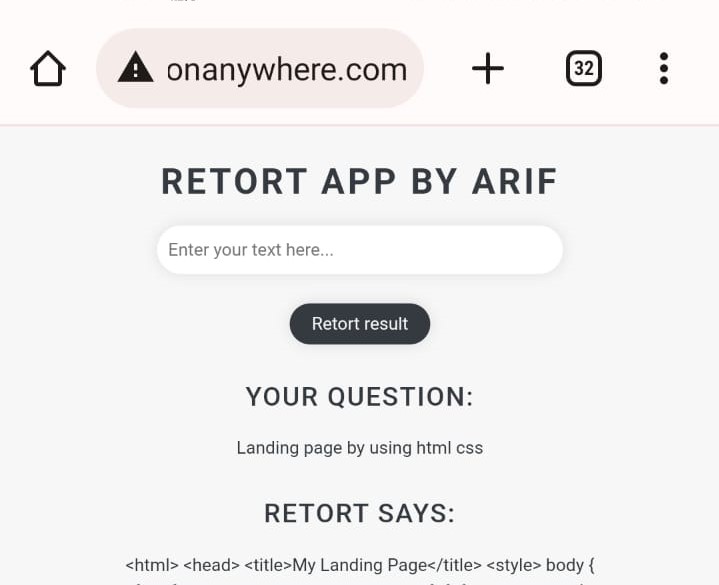 onanywhere.com
32
RETORT APP BY ARIF
Enter your text here...
Retort result
YOUR QUESTION:
Landing page by using html css
RETORT SAYS:
<html> <head> <title>My Landing Page</title> <style> body {